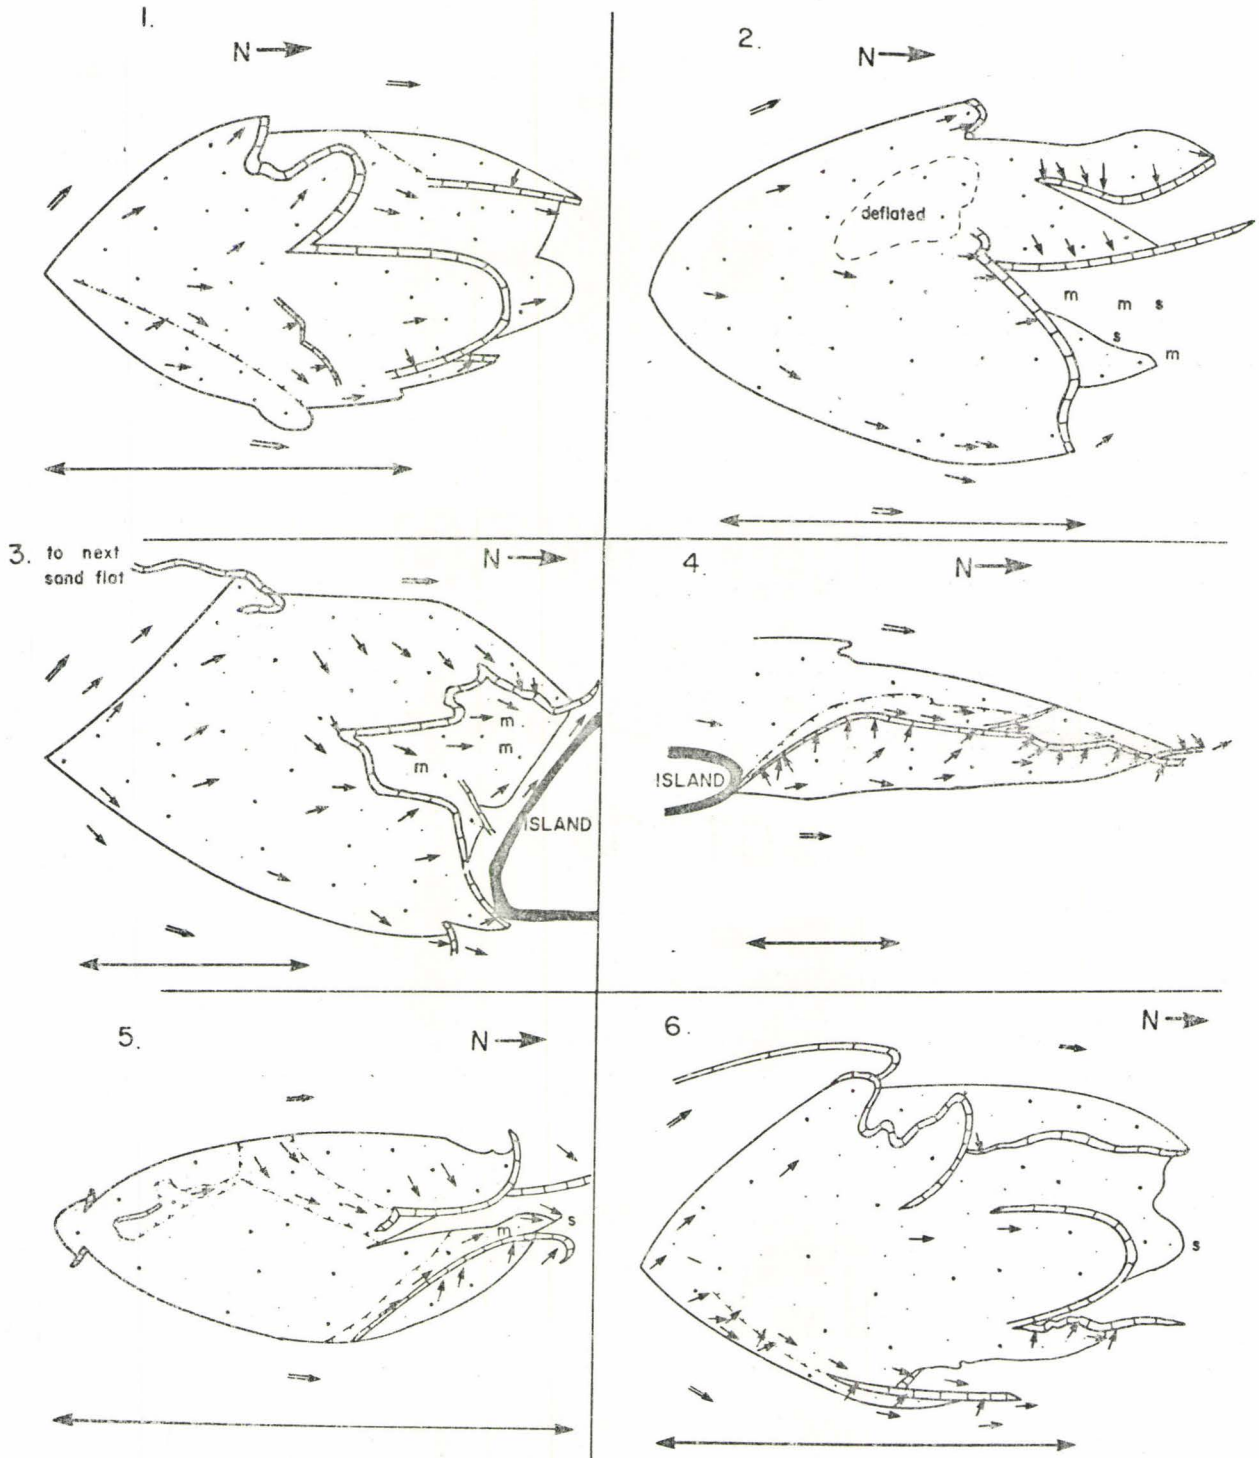 1.
N
2.
N
deflated
m m s
s
m
3. to next
sand flat
N
m
m
m
ISLAND
4.
N
ISLAND
5.
N
s
m
6.
N
s